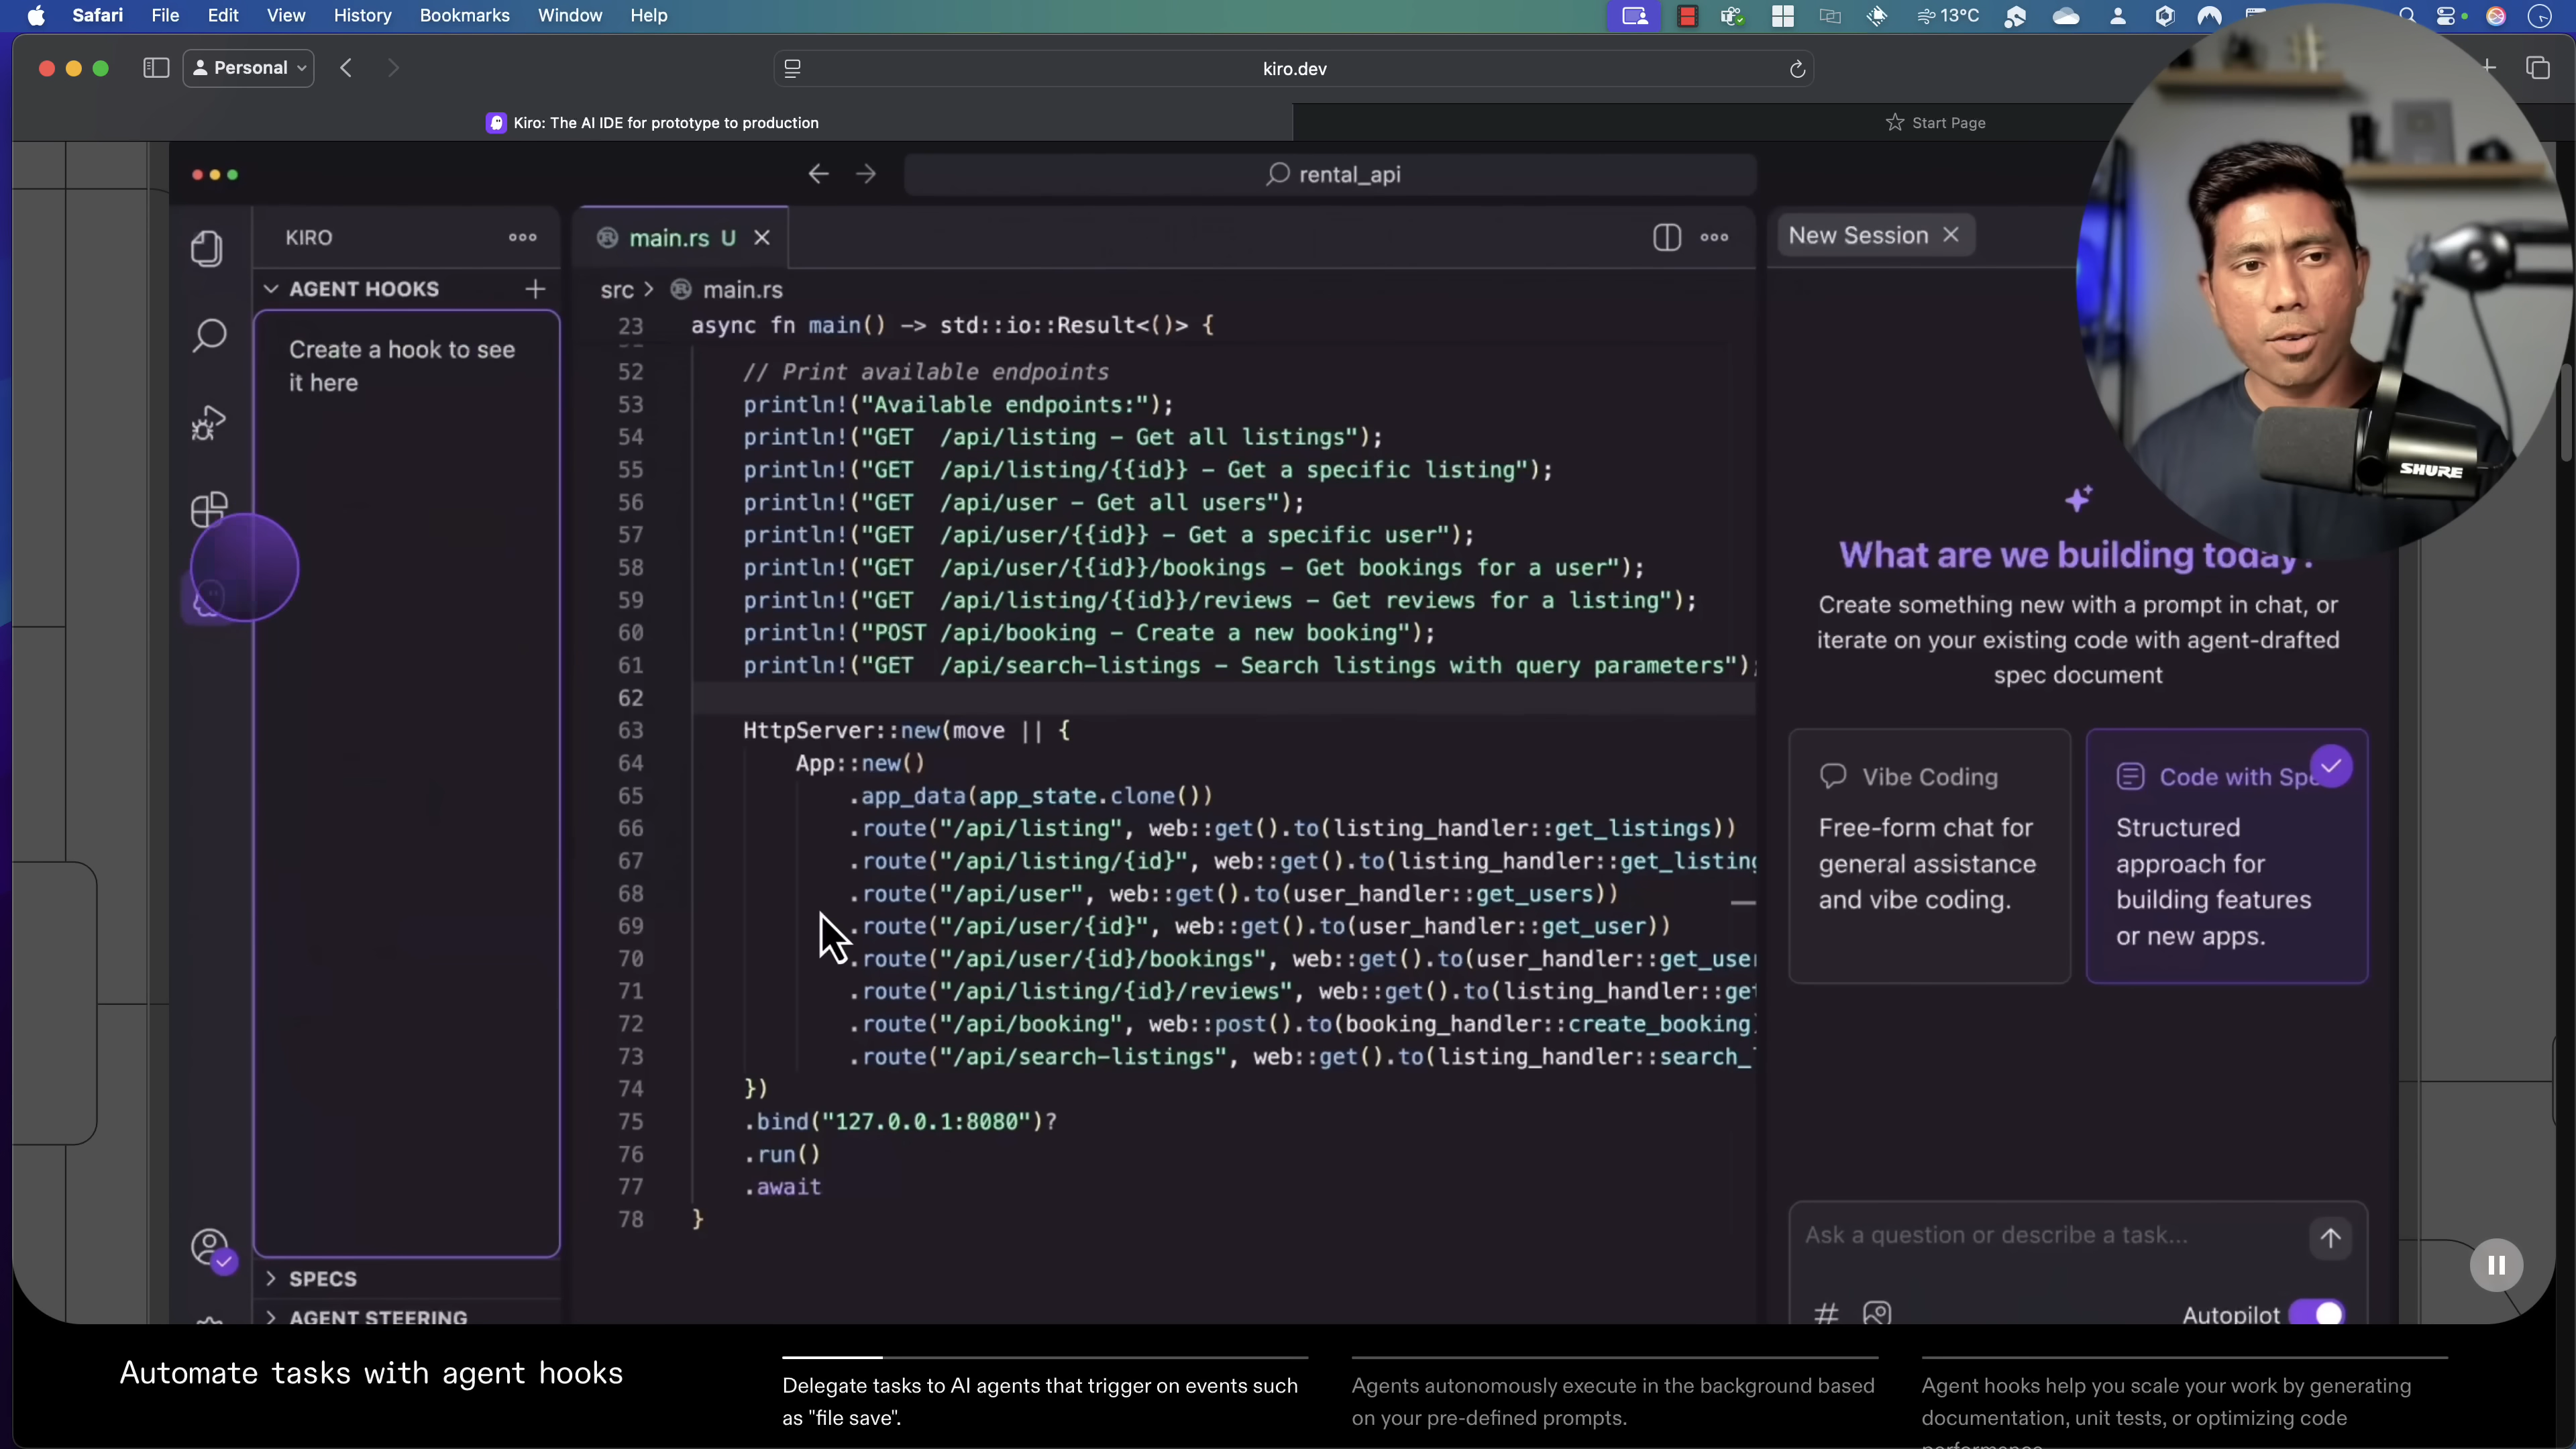 Safari File Edit View History Bookmarks Window Help
13°C
Personal
kiro.dev
Kiro: The AI IDE for prototype to production
Start Page
rental_api
KIRO
main.rs U
New Session
AGENT HOOKS
src > main.rs
Create a hook to see
it here
23 async fn main() -> std::io::Result<()> {
52 // Print available endpoints
53 println!("Available endpoints:");
54 println!("GET  /api/listing – Get all listings");
55 println!("GET  /api/listing/{{id}} – Get a specific listing");
56 println!("GET  /api/user – Get all users");
57 println!("GET  /api/user/{{id}} – Get a specific user");
58 println!("GET  /api/user/{{id}}/bookings – Get bookings for a user");
59 println!("GET  /api/listing/{{id}}/reviews – Get reviews for a listing");
60 println!("POST /api/booking – Create a new booking");
61 println!("GET  /api/search-listings – Search listings with query parameters");
62
63 HttpServer::new(move || {
64 App::new()
65 .app_data(app_state.clone())
66 .route("/api/listing", web::get().to(listing_handler::get_listings))
67 .route("/api/listing/{id}", web::get().to(listing_handler::get_listing
68 .route("/api/user", web::get().to(user_handler::get_users))
69 .route("/api/user/{id}", web::get().to(user_handler::get_user))
70 .route("/api/user/{id}/bookings", web::get().to(user_handler::get_user
71 .route("/api/listing/{id}/reviews", web::get().to(listing_handler::get
72 .route("/api/booking", web::post().to(booking_handler::create_booking)
73 .route("/api/search-listings", web::get().to(listing_handler::search_
74 })
75 .bind("127.0.0.1:8080")?
76 .run()
77 .await
78 }
SHURE
What are we building today?
Create something new with a prompt in chat, or
iterate on your existing code with agent-drafted
spec document
Vibe Coding
Free-form chat for
general assistance
and vibe coding.
Code with Spe
Structured
approach for
building features
or new apps.
SPECS
AGENT STEERING
Ask a question or describe a task...
# Autopilot
Automate tasks with agent hooks
Delegate tasks to AI agents that trigger on events such
as "file save".
Agents autonomously execute in the background based
on your pre-defined prompts.
Agent hooks help you scale your work by generating
documentation, unit tests, or optimizing code
performance